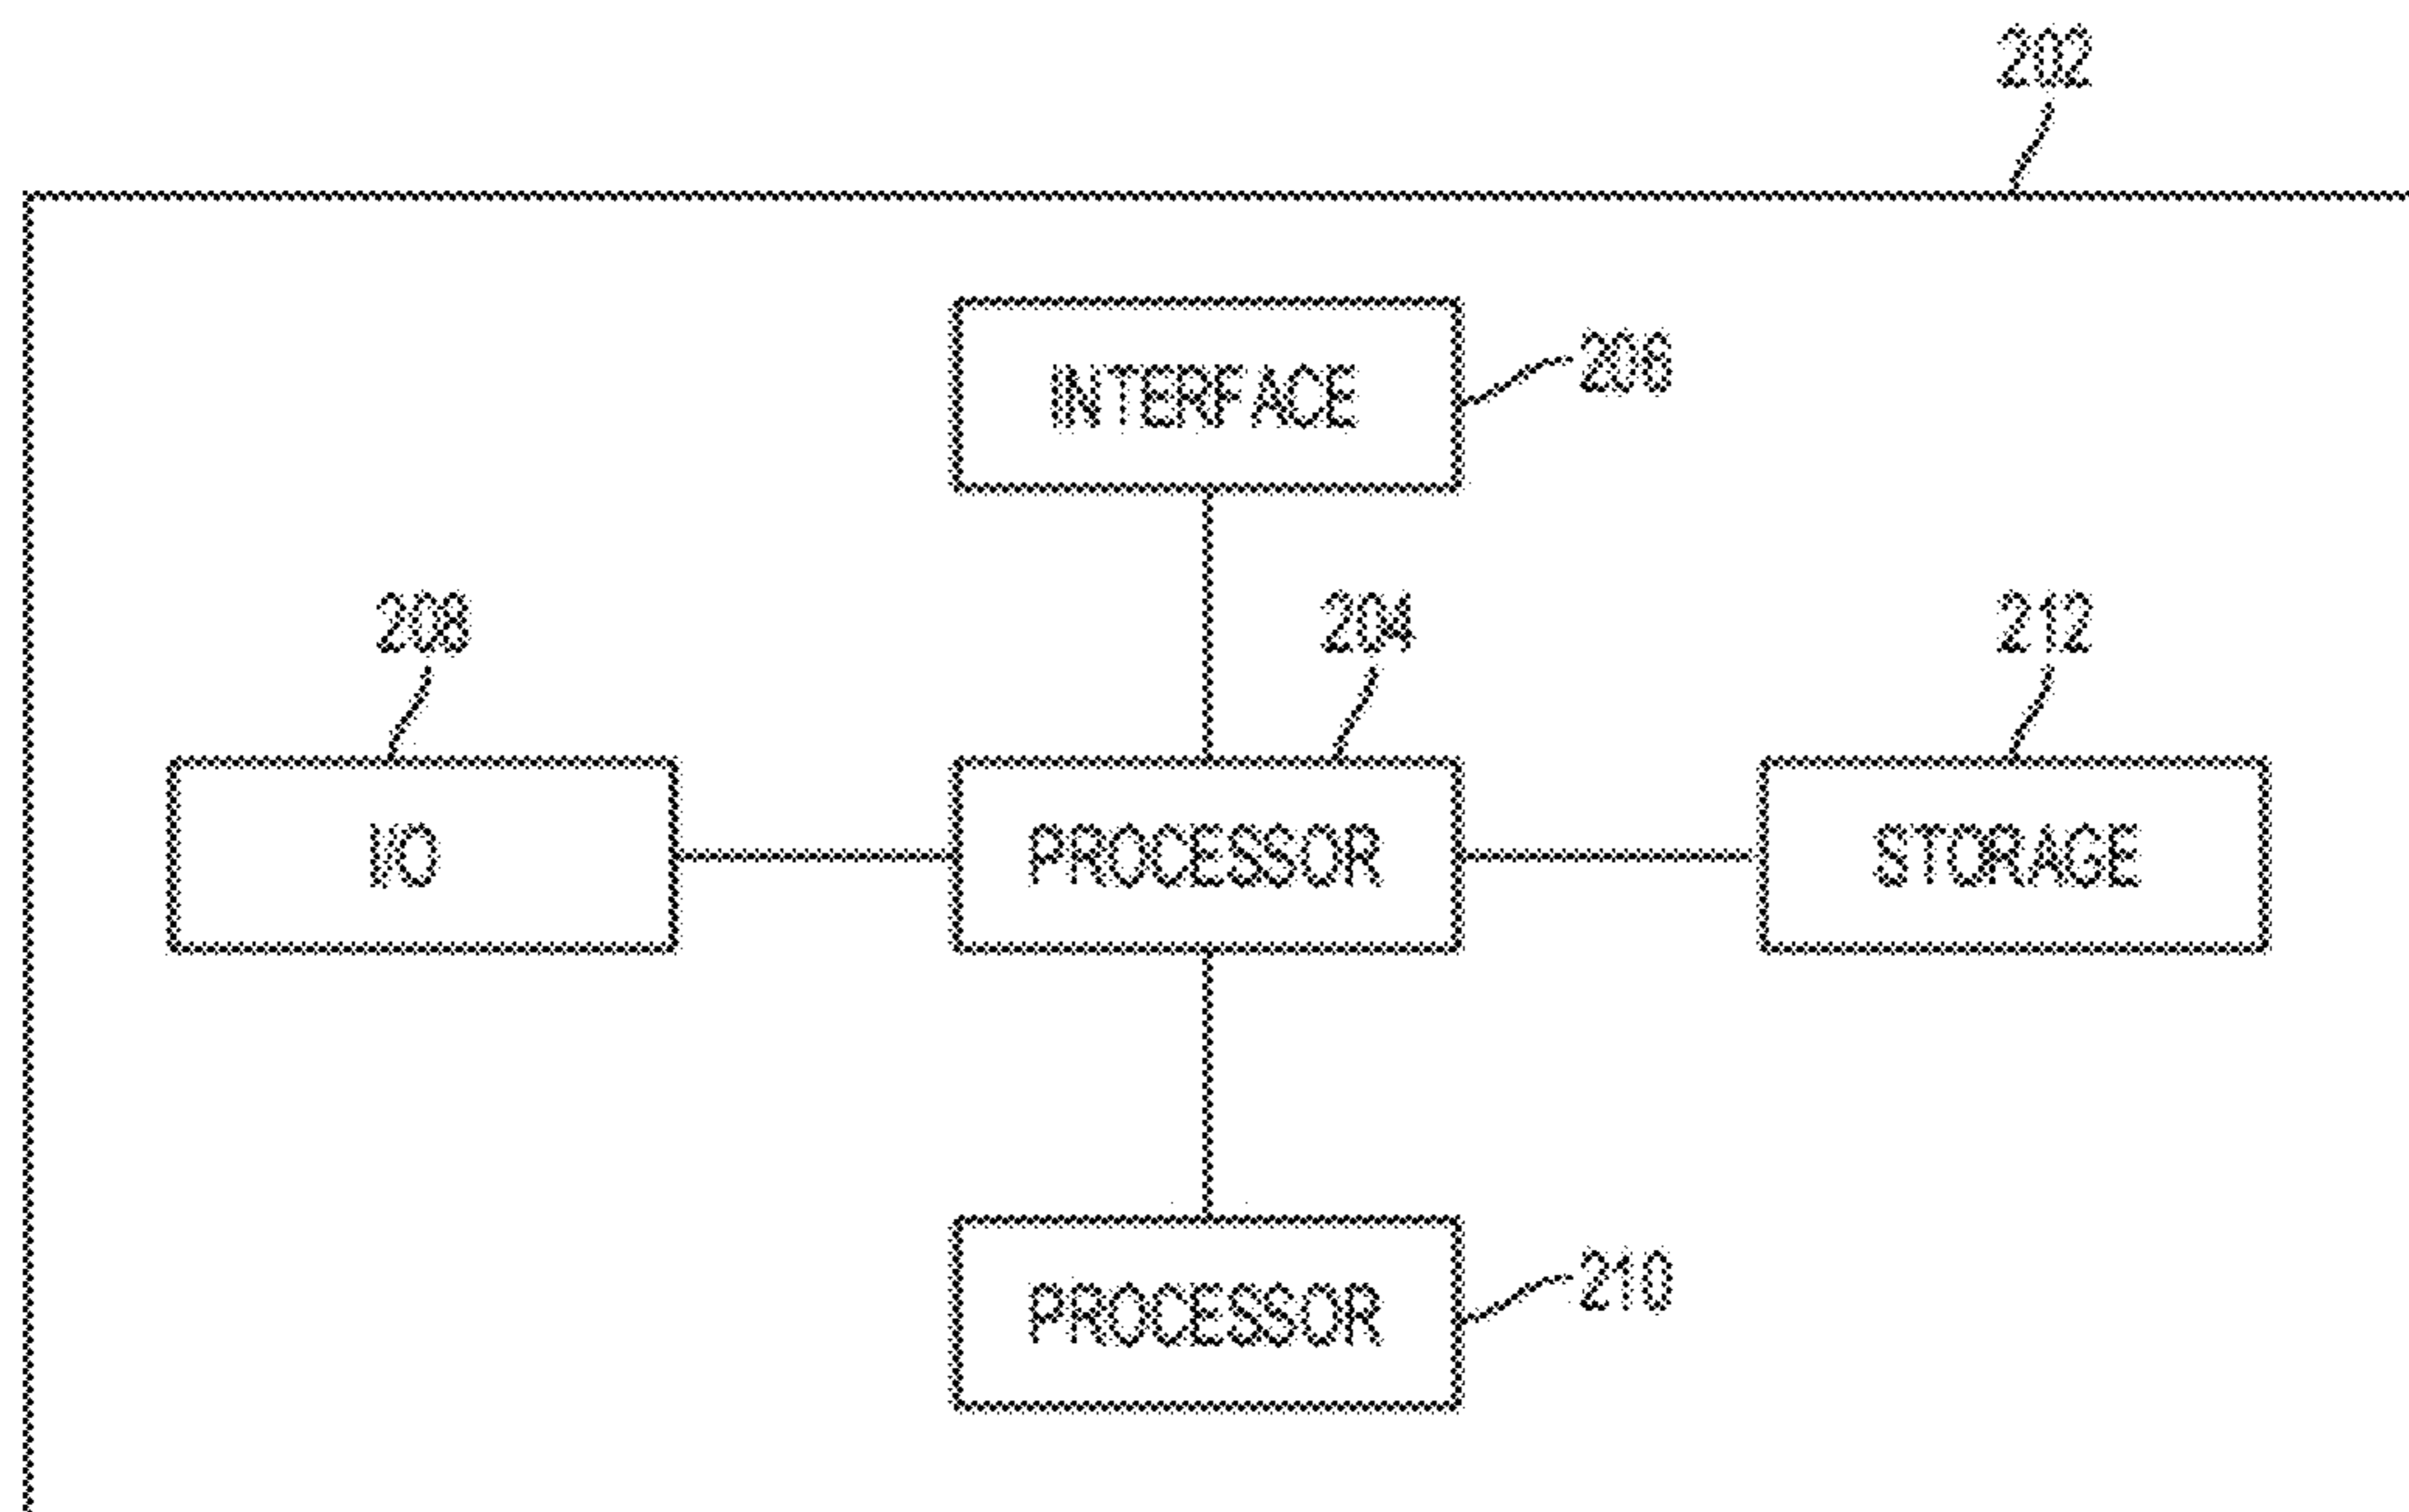 202
INTERFACE
206
208
204
212
I/O
PROCESSOR
STORAGE
PROCESSOR
210